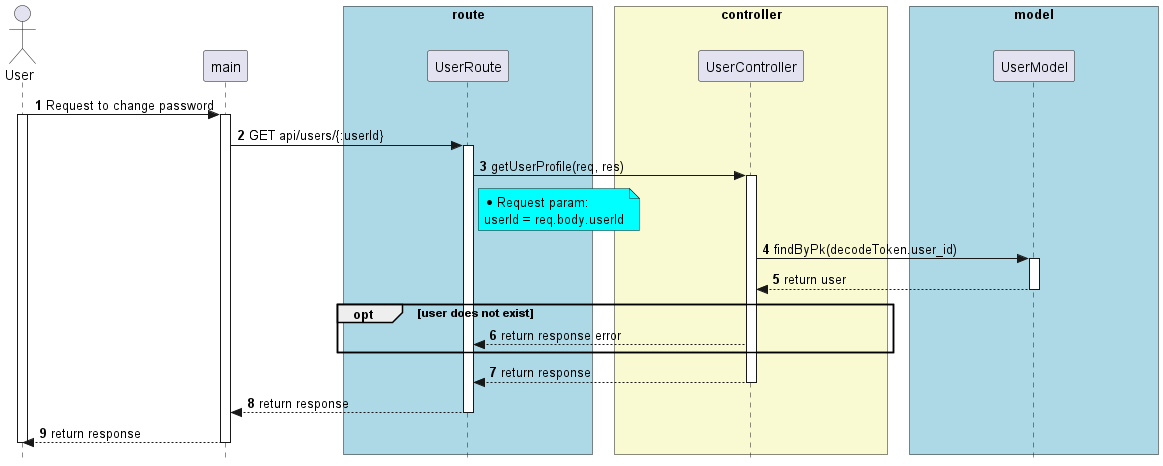 route
controller
model
User
main
UserRoute
UserController
UserModel
1 Request to change password
2 GET api/users/{:userId}
3 getUserProfile(req, res)
• Request param:
userId = req.body.userId
4 findByPk(decodeToken.user_id)
5 return user
opt
[user does not exist]
6 return response error
7 return response
8 return response
9 return response